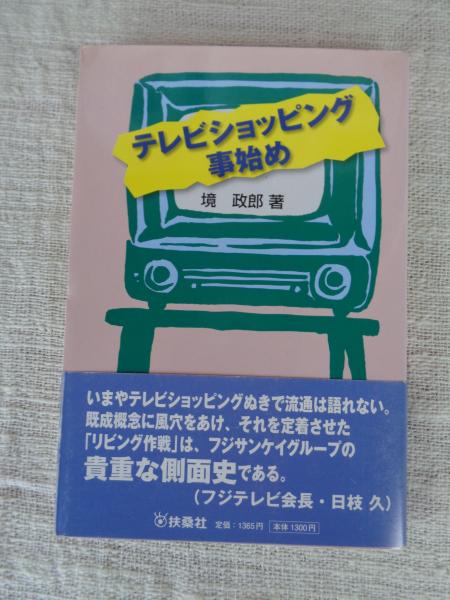 テレビショッピング
事始め
境 政郎 著
いまやテレビショッピングぬきで流通は語れない。
既成概念に風穴をあけ、それを定着させた
「リビング作戦」は、フジサンケイグループの
貴重な側面史である。
(フジテレビ会長・日枝 久)
扶桑社 定価:1365円 本体1300円